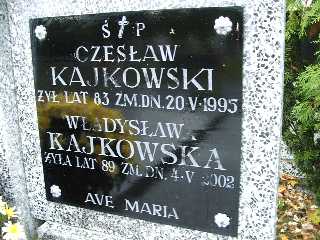 Ś † P
CZESŁAW
KAJKOWSKI
ŻYŁ LAT 83 ZM.DN. 20·V·1995
WŁADYSŁAWA
KAJKOWSKA
ŻYŁA LAT 89 ZM. DN. 4·V·2002
AVE MARIA